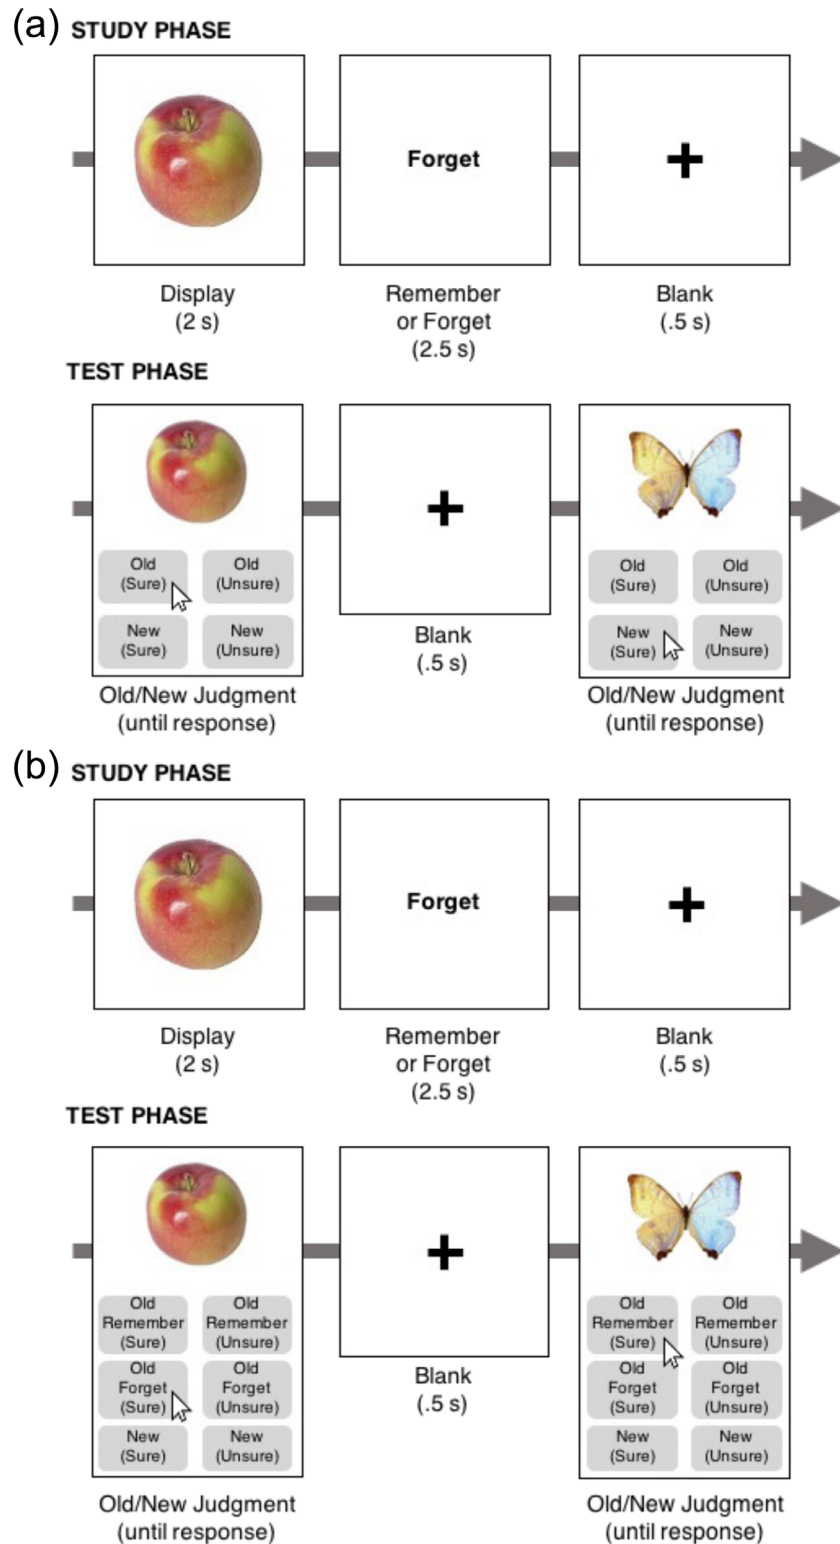 (a) STUDY PHASE
Forget
Display
(2 s)
Remember
or Forget
(2.5 s)
Blank
(.5 s)
TEST PHASE
Old
(Sure)
Old
(Unsure)
New
(Sure)
New
(Unsure)
Old/New Judgment
(until response)
Blank
(.5 s)
Old
(Sure)
Old
(Unsure)
New
(Sure)
New
(Unsure)
Old/New Judgment
(until response)
(b) STUDY PHASE
Forget
Display
(2 s)
Remember
or Forget
(2.5 s)
Blank
(.5 s)
TEST PHASE
Old
Remember
(Sure)
Old
Remember
(Unsure)
Old
Forget
(Sure)
Old
Forget
(Unsure)
New
(Sure)
New
(Unsure)
Old/New Judgment
(until response)
Blank
(.5 s)
Old
Remember
(Sure)
Old
Remember
(Unsure)
Old
Forget
(Sure)
Old
Forget
(Unsure)
New
(Sure)
New
(Unsure)
Old/New Judgment
(until response)